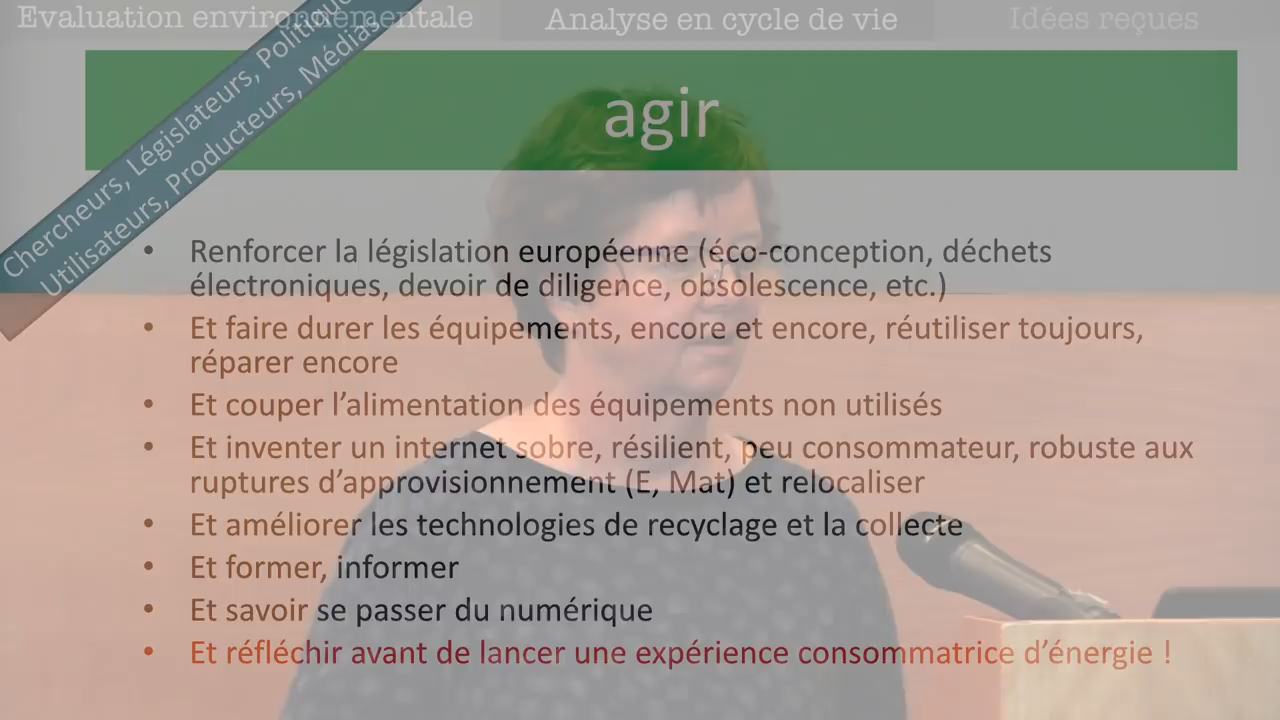 Evaluation environnementale
Analyse en cycle de vie
Idées reçues
Chercheurs, Législateurs, Politique
Utilisateurs, Producteurs, Médias
agir
• Renforcer la législation européenne (éco-conception, déchets
électroniques, devoir de diligence, obsolescence, etc.)
• Et faire durer les équipements, encore et encore, réutiliser toujours,
réparer encore
• Et couper l’alimentation des équipements non utilisés
• Et inventer un internet sobre, résilient, peu consommateur, robuste aux
ruptures d’approvisionnement (E, Mat) et relocaliser
• Et améliorer les technologies de recyclage et la collecte
• Et former, informer
• Et savoir se passer du numérique
• Et réfléchir avant de lancer une expérience consommatrice d’énergie !